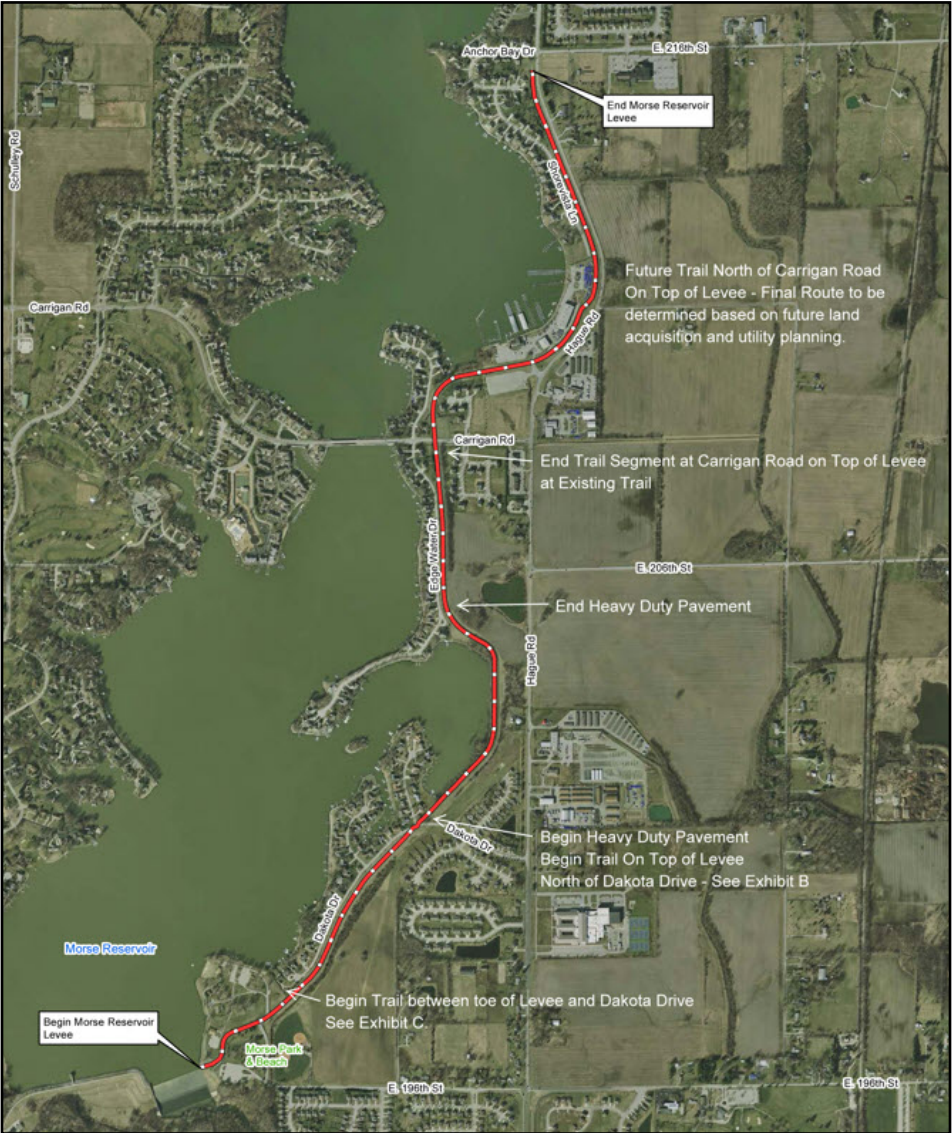 Anchor Bay Dr
E. 216th St
End Morse Reservoir
Levee
Schulley Rd
Shorevista Ln
Future Trail North of Carrigan Road
On Top of Levee - Final Route to be
determined based on future land
acquisition and utility planning.
Carrigan Rd
Hague Rd
Carrigan Rd
End Trail Segment at Carrigan Road on Top of Levee
at Existing Trail
Edge Water Dr
E. 206th St
End Heavy Duty Pavement
Hague Rd
Begin Heavy Duty Pavement
Begin Trail On Top of Levee
North of Dakota Drive - See Exhibit B
Dakota Dr
Dakota Dr
Morse Reservoir
Begin Trail between toe of Levee and Dakota Drive
See Exhibit C.
Begin Morse Reservoir
Levee
Morse Park
& Beach
E. 196th St
E. 196th St